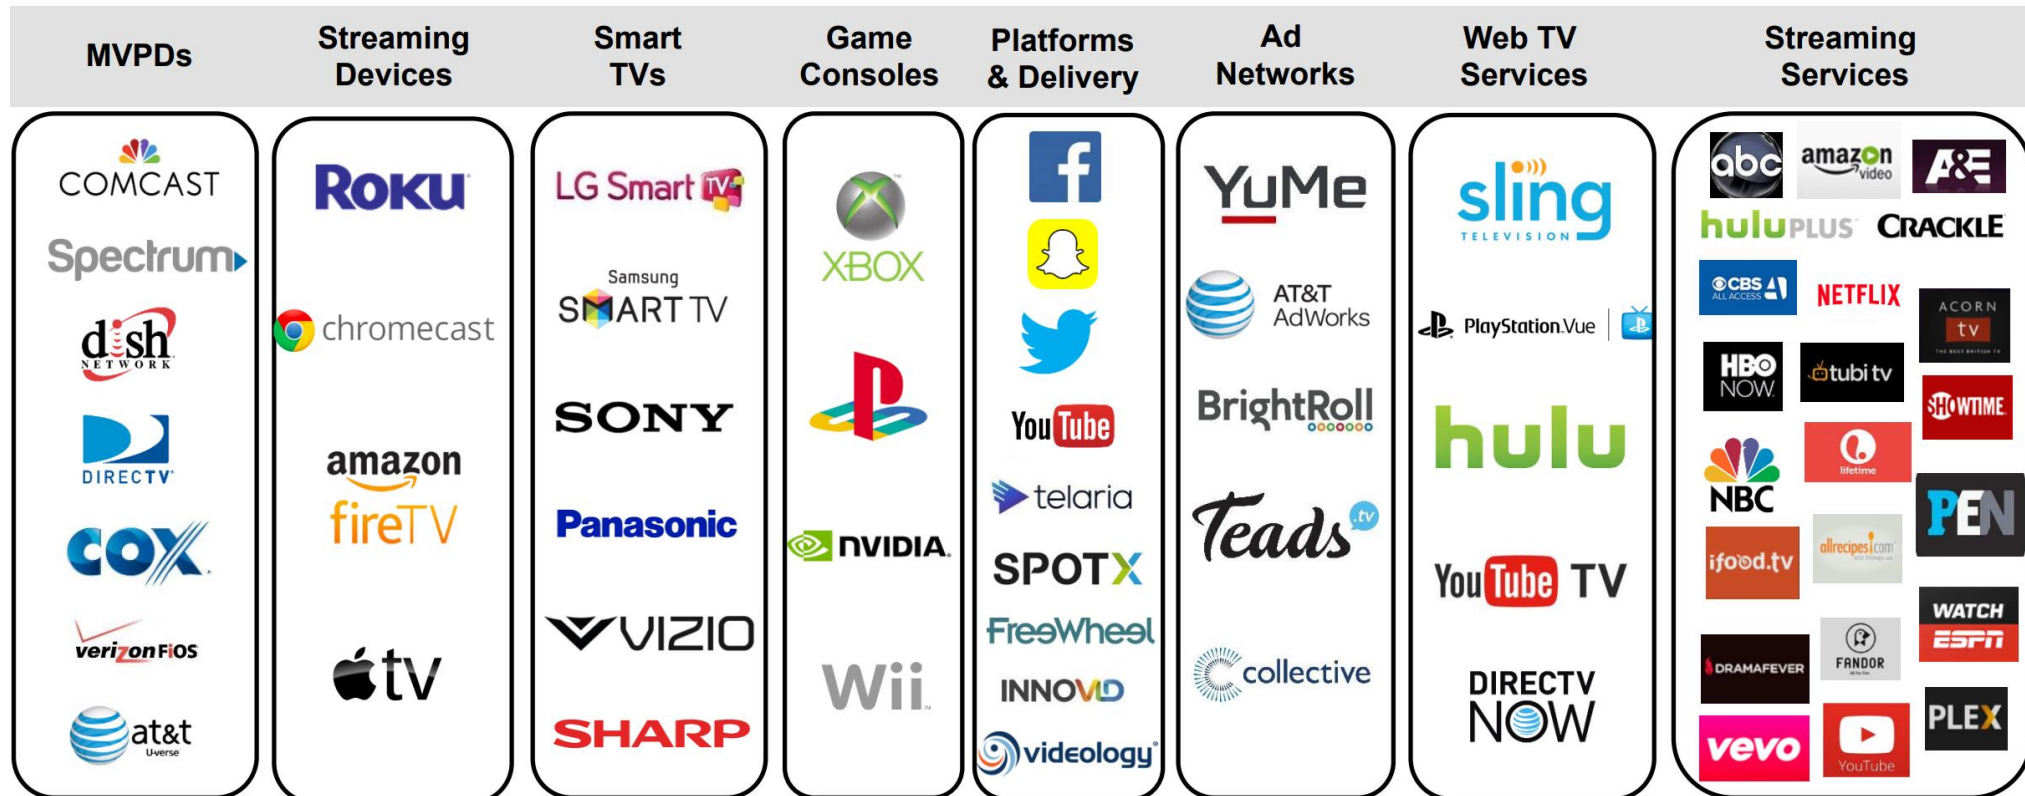 MVPDs
Streaming
Devices
Smart
TVs
Game
Consoles
Platforms
& Delivery
Ad
Networks
Web TV
Services
Streaming
Services
COMCAST
Spectrum
dish
NETWORK
DIRECTV
COX
verizon FiOS
at&t
U-verse
ROKU
chromecast
amazon
fireTV
tv
LG Smart TV
Samsung
SMART TV
SONY
Panasonic
VIZIO
SHARP
XBOX
NVIDIA
Wii
f
YouTube
telaria
SPOTX
FreeWheel
INNOVID
videology
YuMe
AT&T
AdWorks
BrightRoll
Teads .tv
collective
sling
TELEVISION
PlayStation.Vue
hulu
YouTube TV
DIRECTV
NOW
abc
amazon
video
A&E
huluPLUS
CRACKLE
CBS
ALL ACCESS
NETFLIX
ACORN
tv
THE BEST BRITISH TV
HBO
NOW
tubi tv
SHOWTIME
NBC
lifetime
PEN
ifood.tv
allrecipes.com
WATCH
ESPN
DRAMAFEVER
FANDOR
vevo
YouTube
PLEX